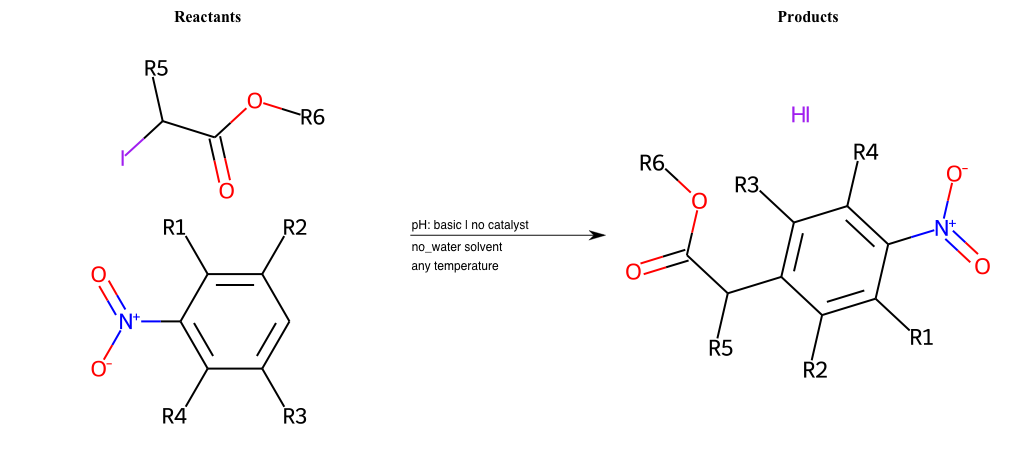 Reactants
Products
R5
O
R6
I
O
R1
R2
O
N+
O-
R4
R3
pH: basic | no catalyst
no_water solvent
any temperature
HI
R6
O
R3
R4
O-
N+
O
O
R5
R2
R1